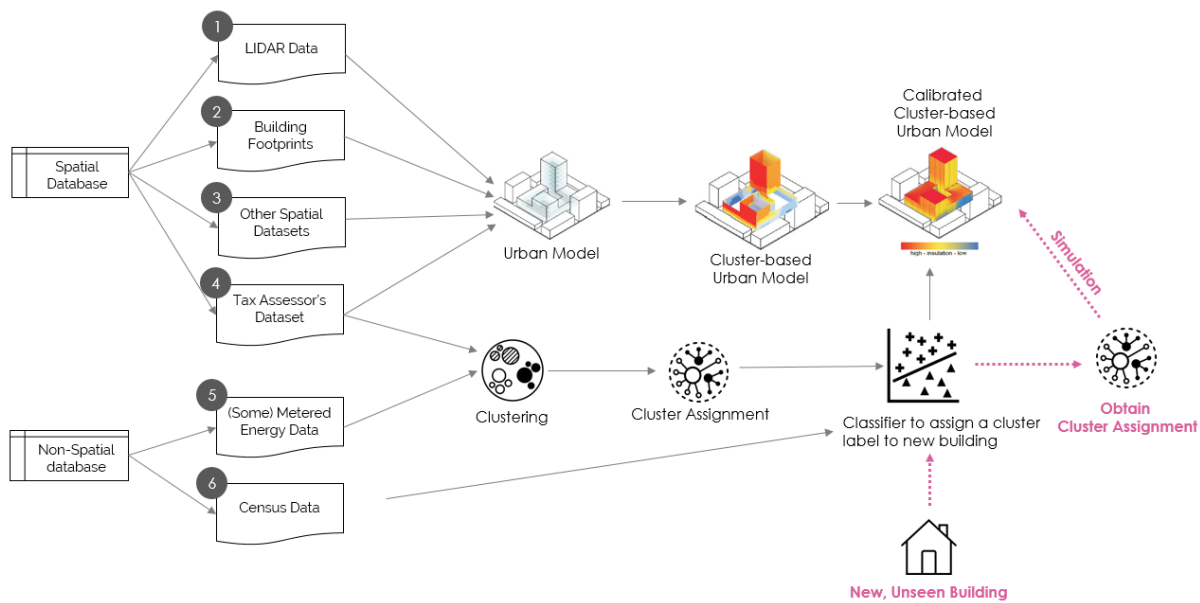 1
LIDAR Data
2
Building
Footprints
Spatial
Database
3
Other Spatial
Datasets
4
Tax Assessor's
Dataset
Urban Model
Cluster-based
Urban Model
Calibrated
Cluster-based
Urban Model
high - insulation - low
Simulation
5
(Some) Metered
Energy Data
Non-Spatial
database
6
Census Data
Clustering
Cluster Assignment
Classifier to assign a cluster
label to new building
Obtain
Cluster Assignment
New, Unseen Building